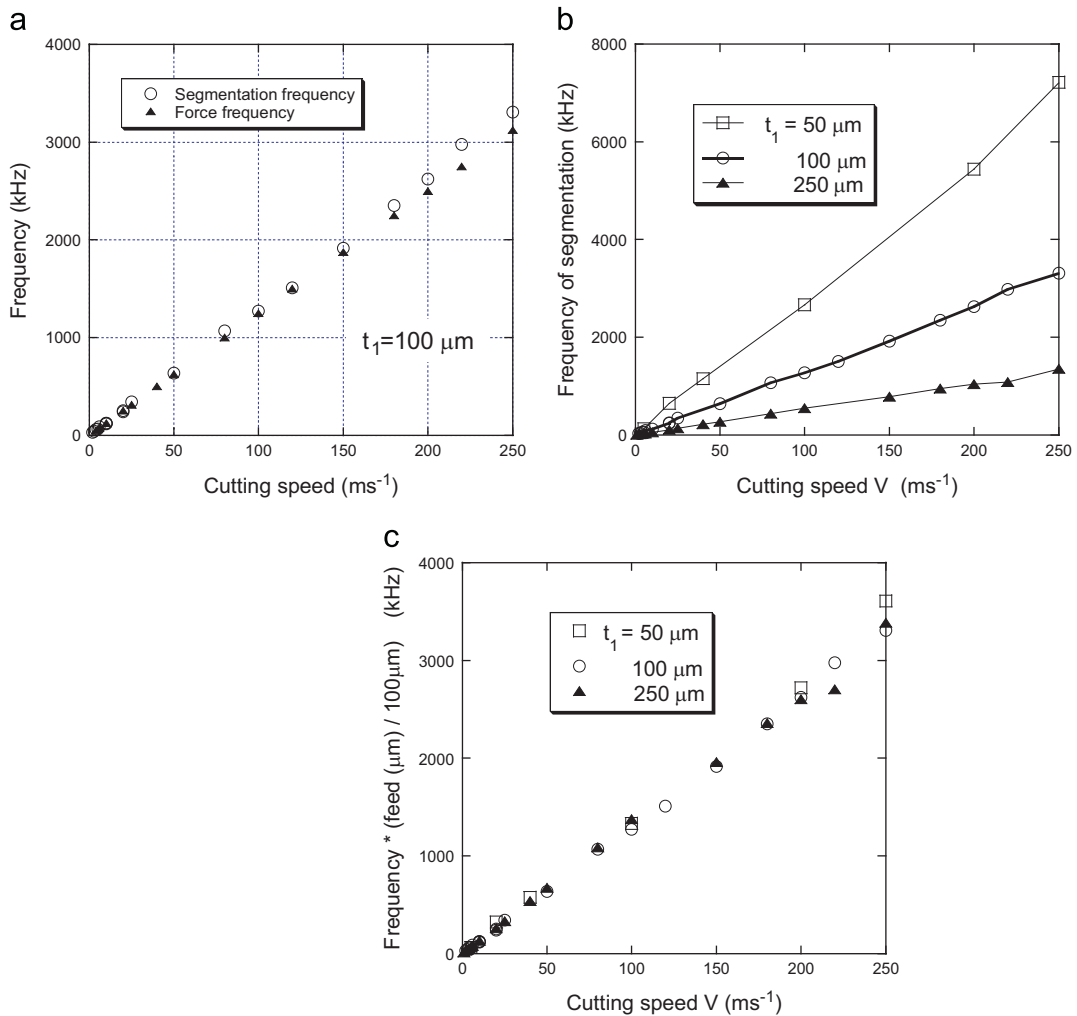 a
Frequency (kHz)
4000
3000
2000
1000
0
Segmentation frequency
Force frequency
t1=100 μm
0 50 100 150 200 250
Cutting speed (ms-1)
b
Frequency of segmentation (kHz)
8000
6000
4000
2000
0
t1 = 50 μm
100 μm
250 μm
0 50 100 150 200 250
Cutting speed V (ms-1)
c
Frequency * (feed (μm) / 100μm) (kHz)
4000
3000
2000
1000
0
t1 = 50 μm
100 μm
250 μm
0 50 100 150 200 250
Cutting speed V (ms-1)